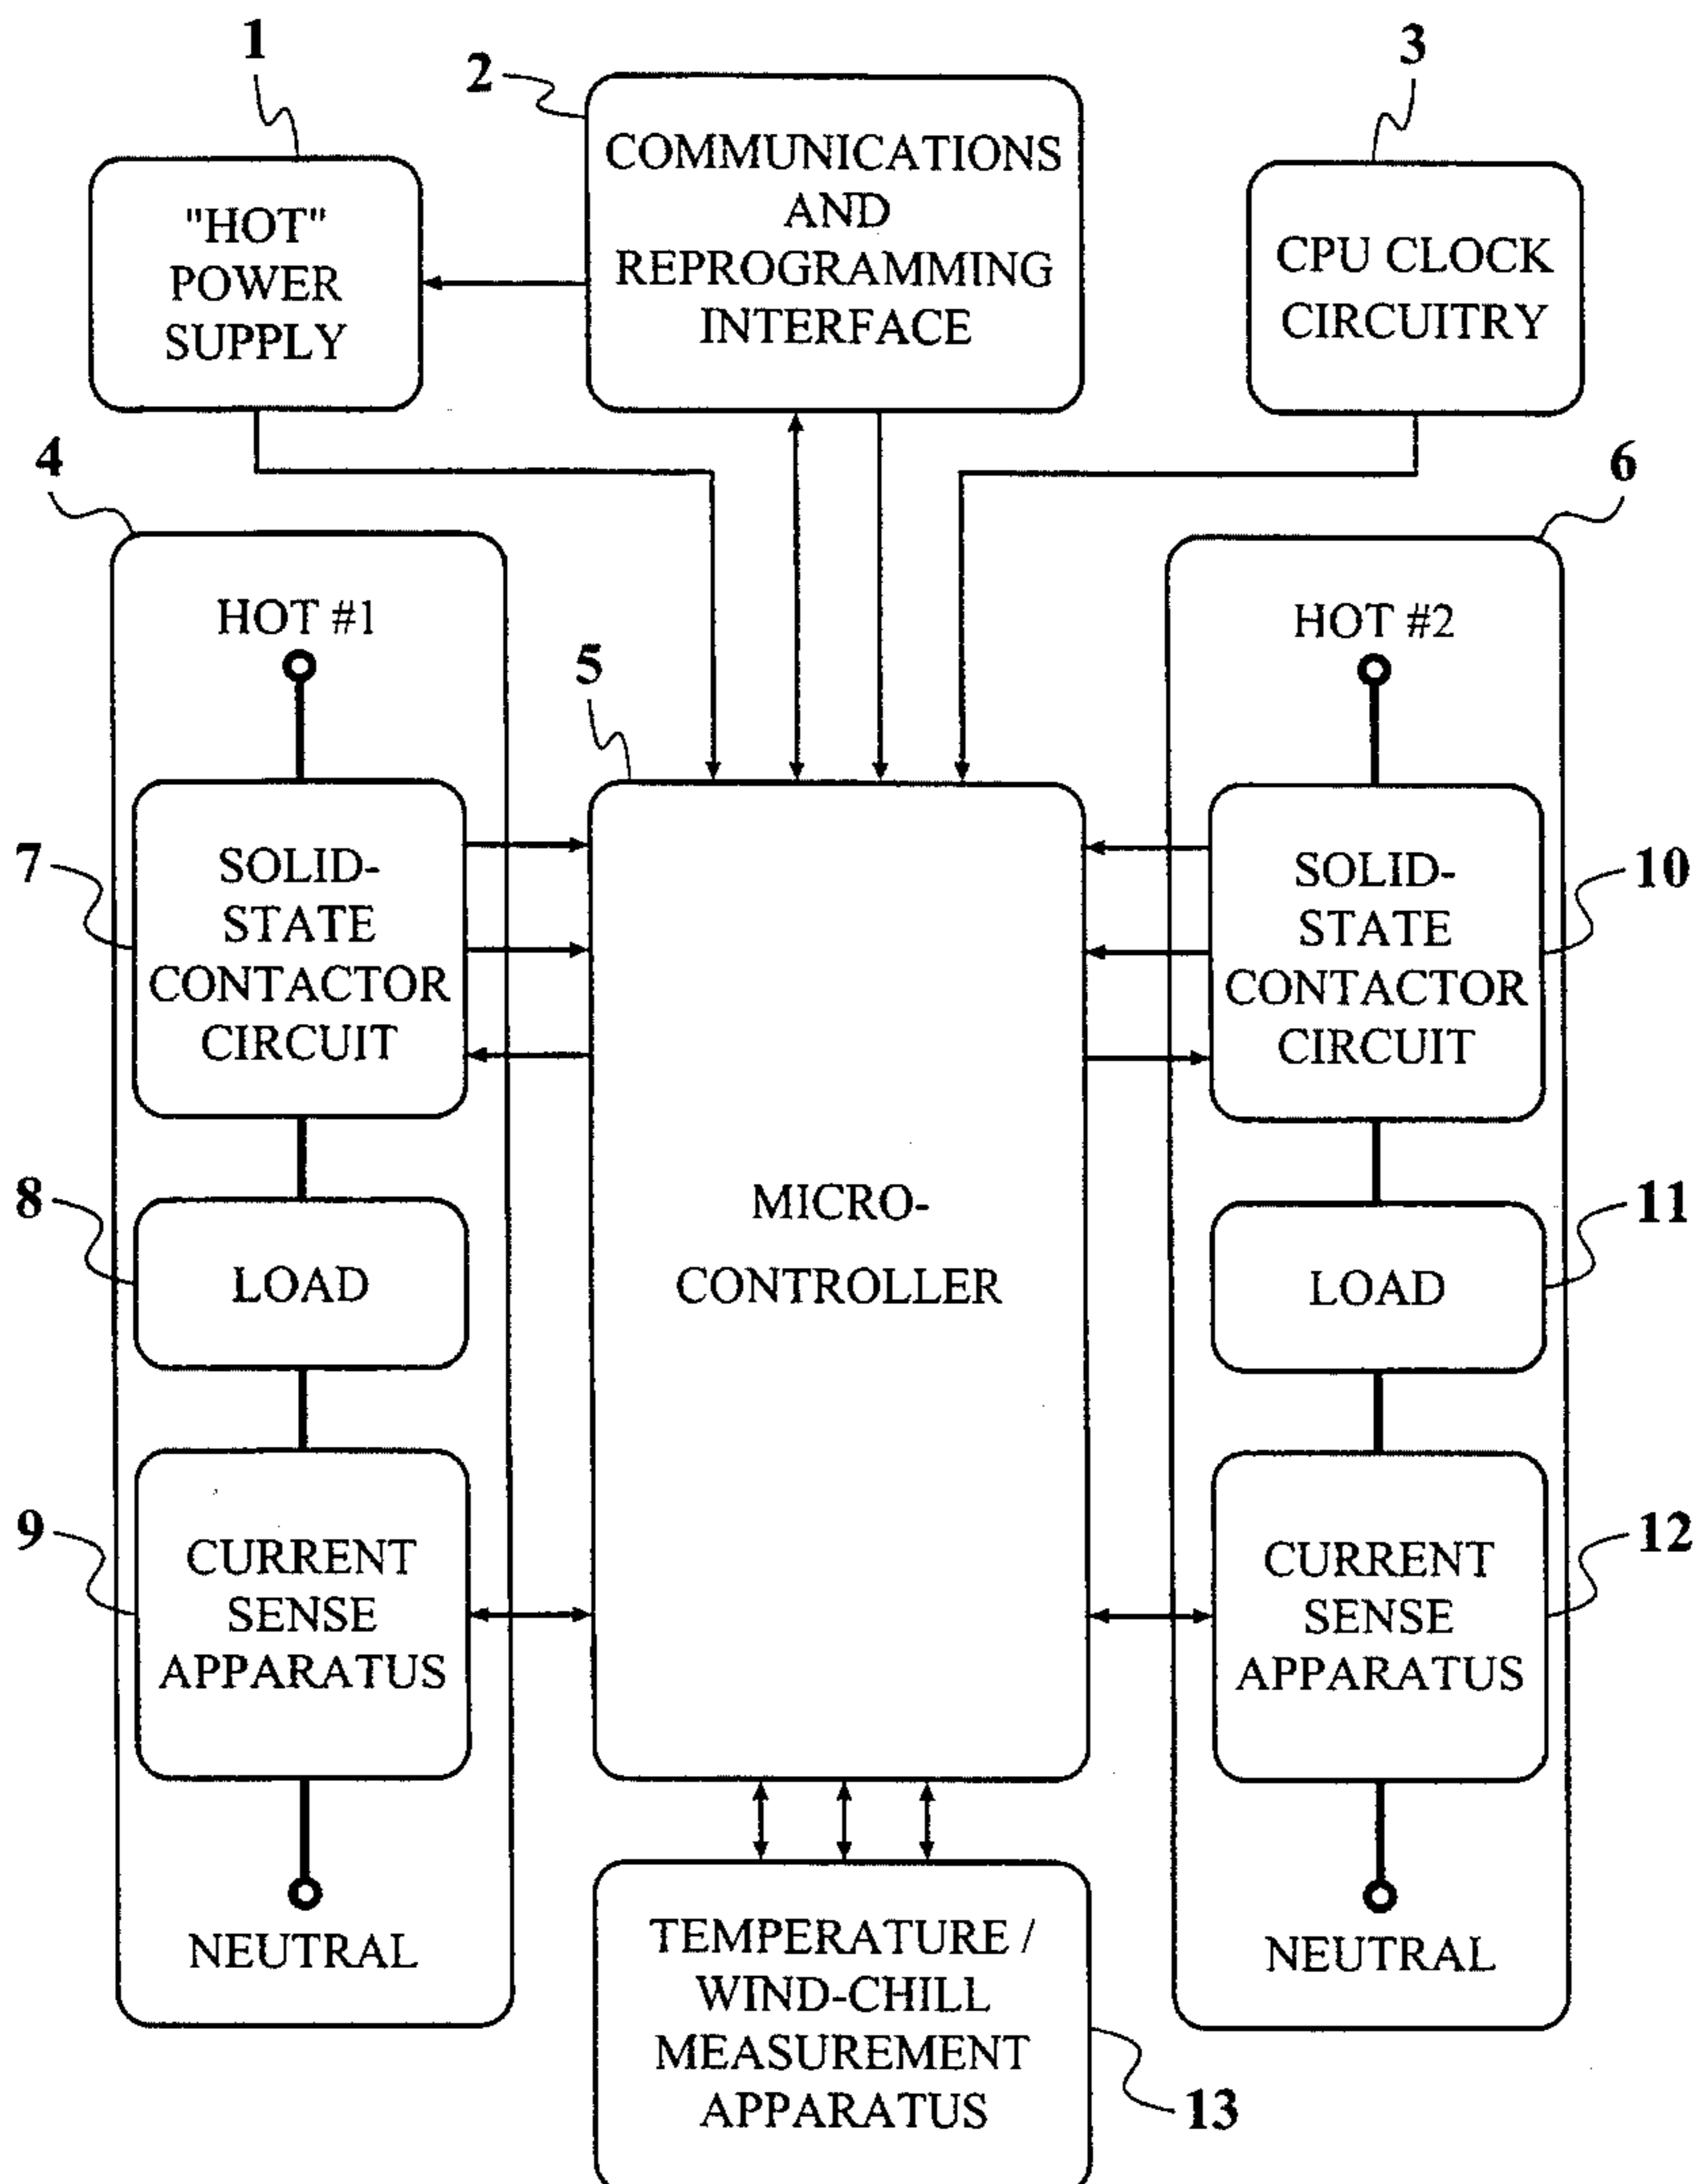 1
2
3
"HOT"
POWER
SUPPLY
COMMUNICATIONS
AND
REPROGRAMMING
INTERFACE
CPU CLOCK
CIRCUITRY
4
HOT #1
7
SOLID-
STATE
CONTACTOR
CIRCUIT
8
LOAD
9
CURRENT
SENSE
APPARATUS
NEUTRAL
5
MICRO-
CONTROLLER
6
HOT #2
SOLID-
STATE
CONTACTOR
CIRCUIT
10
LOAD
11
CURRENT
SENSE
APPARATUS
12
NEUTRAL
TEMPERATURE /
WIND-CHILL
MEASUREMENT
APPARATUS
13